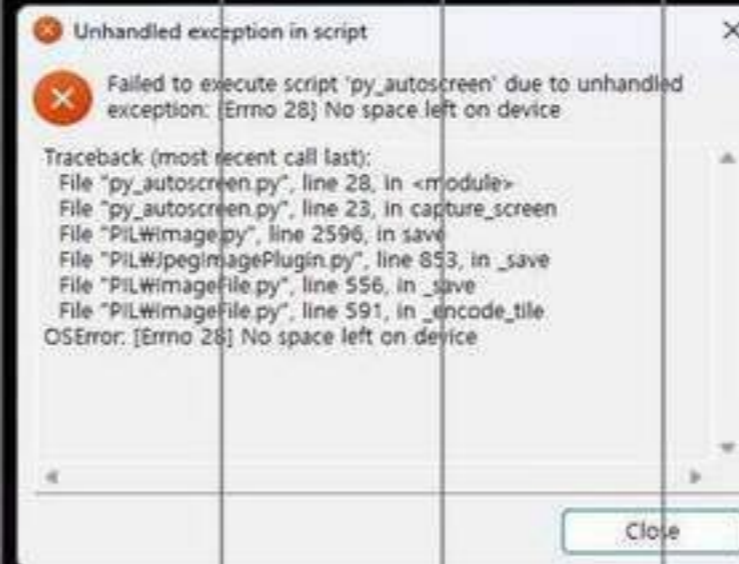 Unhandled exception in script
Failed to execute script 'py_autoscreen' due to unhandled
exception: [Errno 28] No space left on device
Traceback (most recent call last):
File "py_autoscreen.py", line 28, in <module>
File "py_autoscreen.py", line 23, in capture_screen
File "PIL₩Image.py", line 2596, in save
File "PIL₩JpegImagePlugin.py", line 853, in _save
File "PIL₩ImageFile.py", line 556, in _save
File "PIL₩ImageFile.py", line 591, in _encode_tile
OSError: [Errno 28] No space left on device
Close